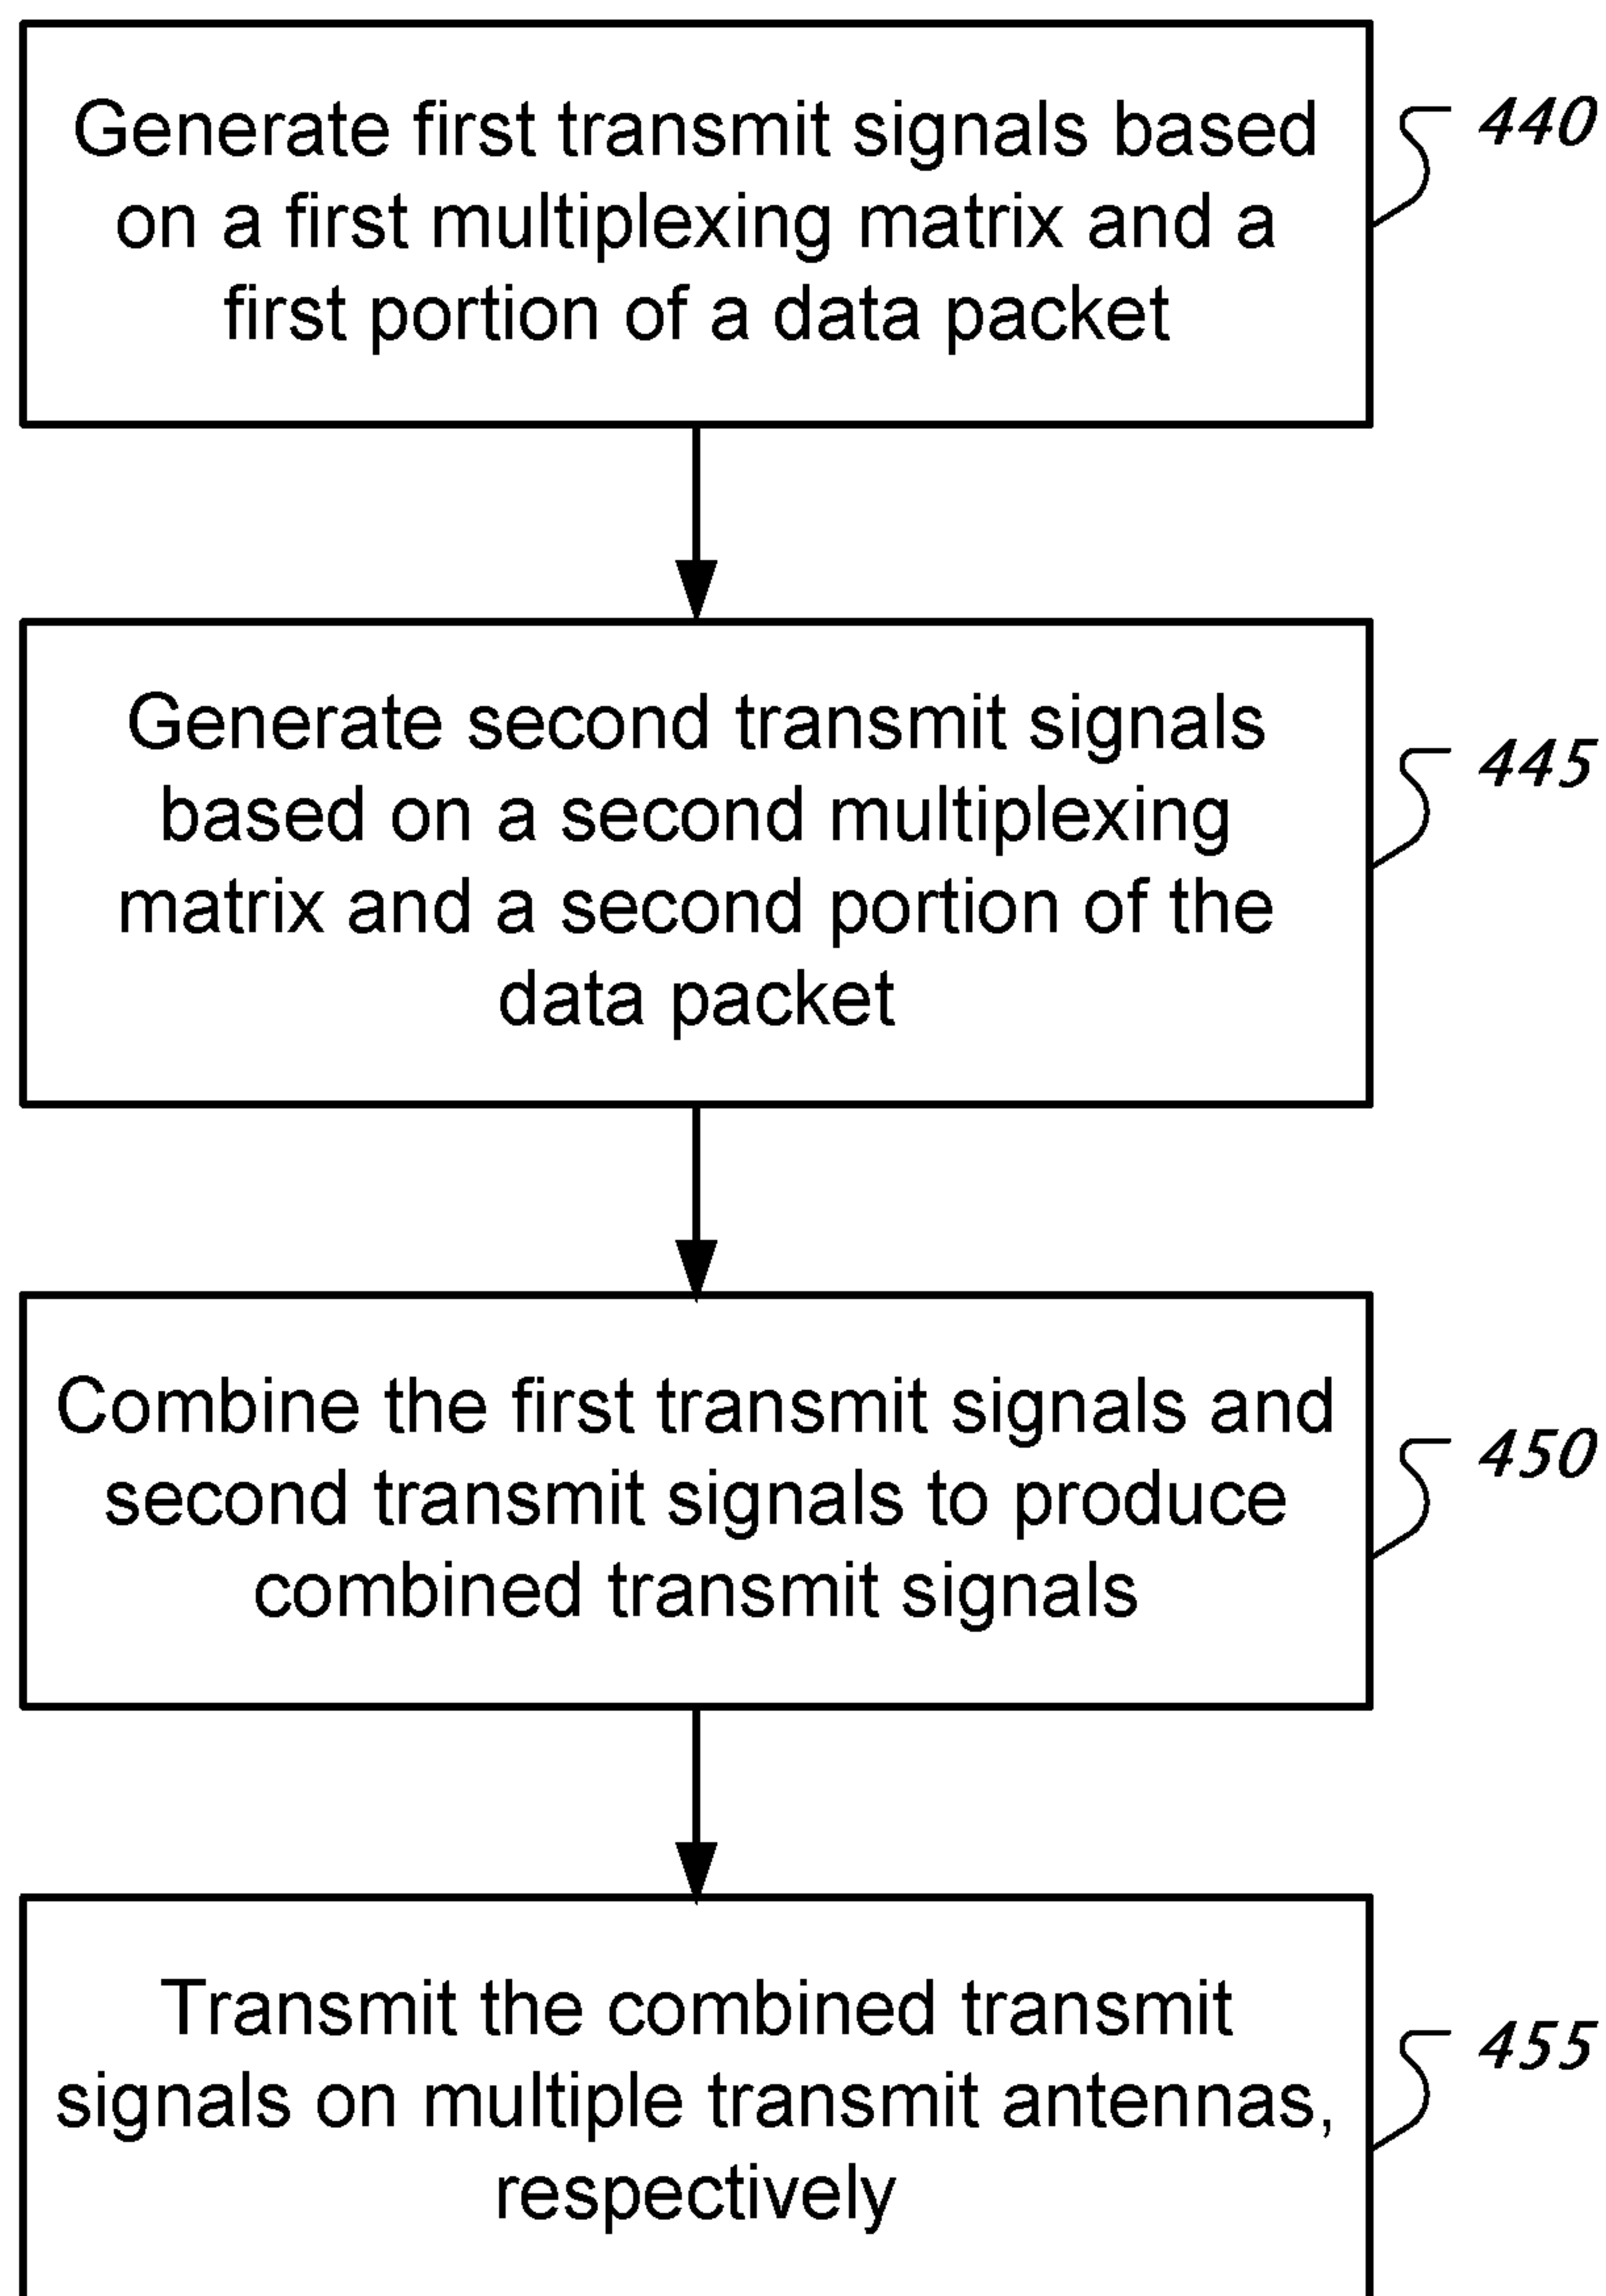 Generate first transmit signals based
on a first multiplexing matrix and a
first portion of a data packet
440
Generate second transmit signals
based on a second multiplexing
matrix and a second portion of the
data packet
445
Combine the first transmit signals and
second transmit signals to produce
combined transmit signals
450
Transmit the combined transmit
signals on multiple transmit antennas,
respectively
455